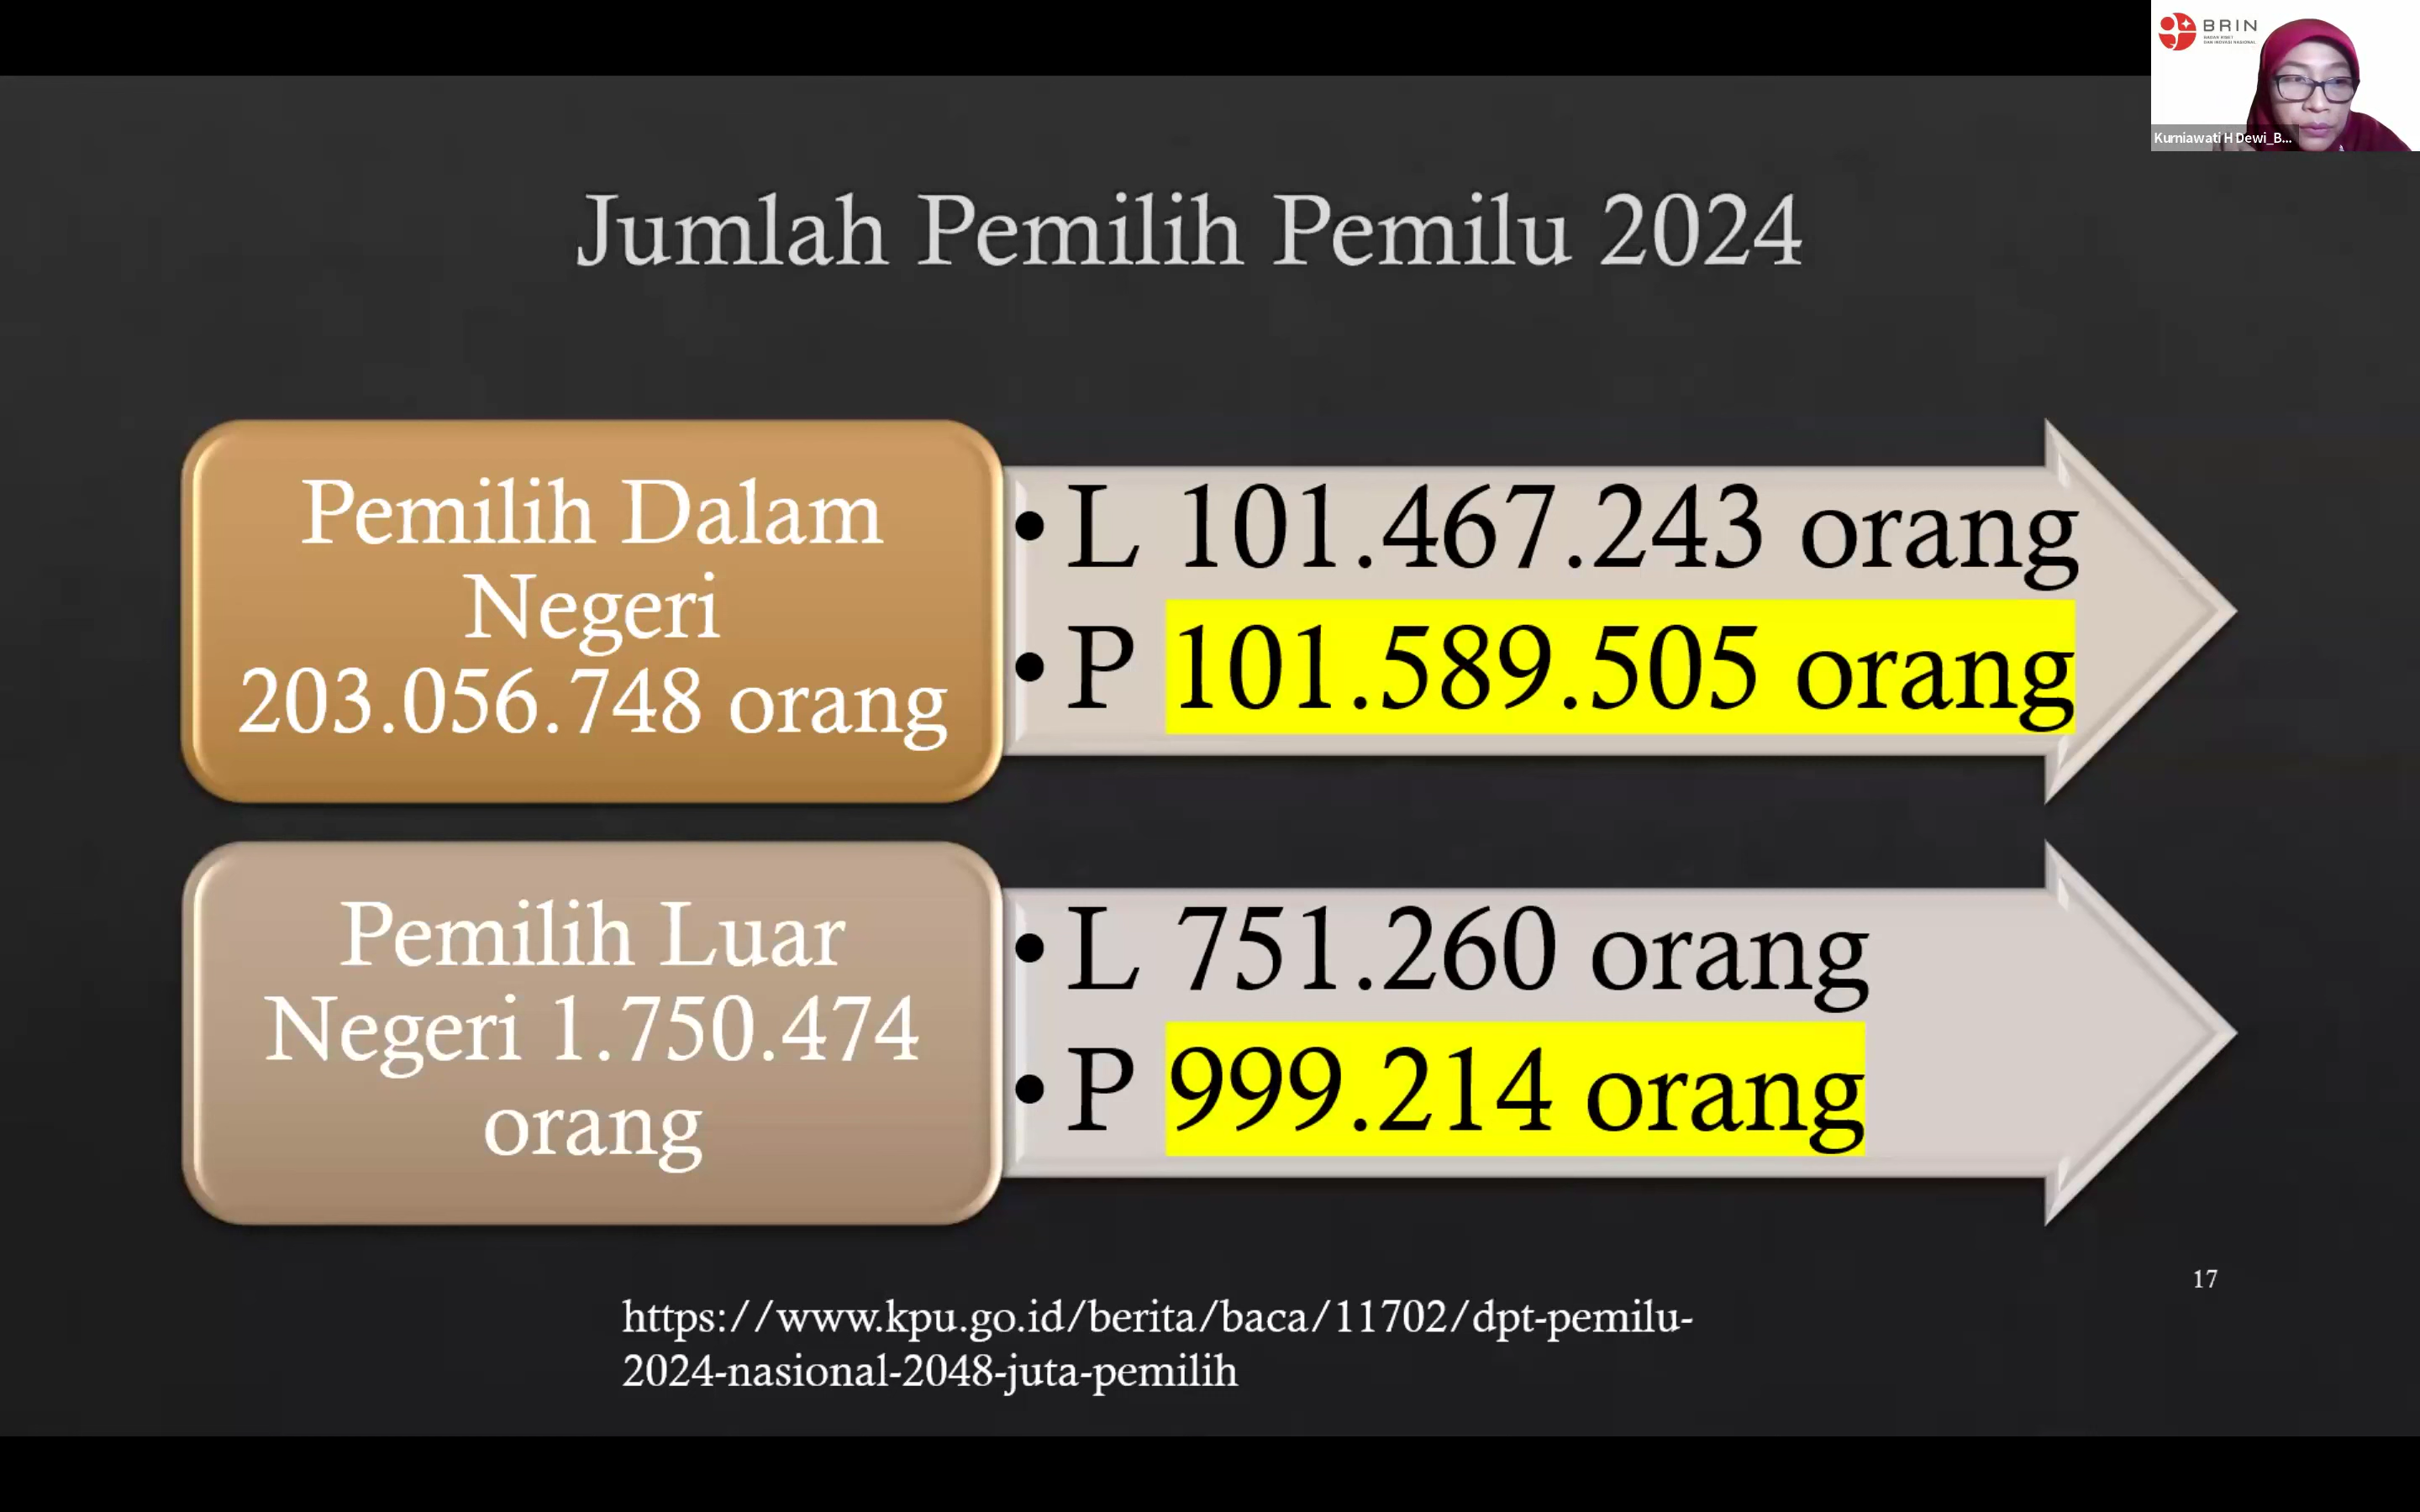 BRIN
Kurniawati H Dewi_B...
Jumlah Pemilih Pemilu 2024
Pemilih Dalam
Negeri
203.056.748 orang
• L 101.467.243 orang
• P 101.589.505 orang
Pemilih Luar
Negeri 1.750.474
orang
• L 751.260 orang
• P 999.214 orang
17
https://www.kpu.go.id/berita/baca/11702/dpt-pemilu-
2024-nasional-2048-juta-pemilih